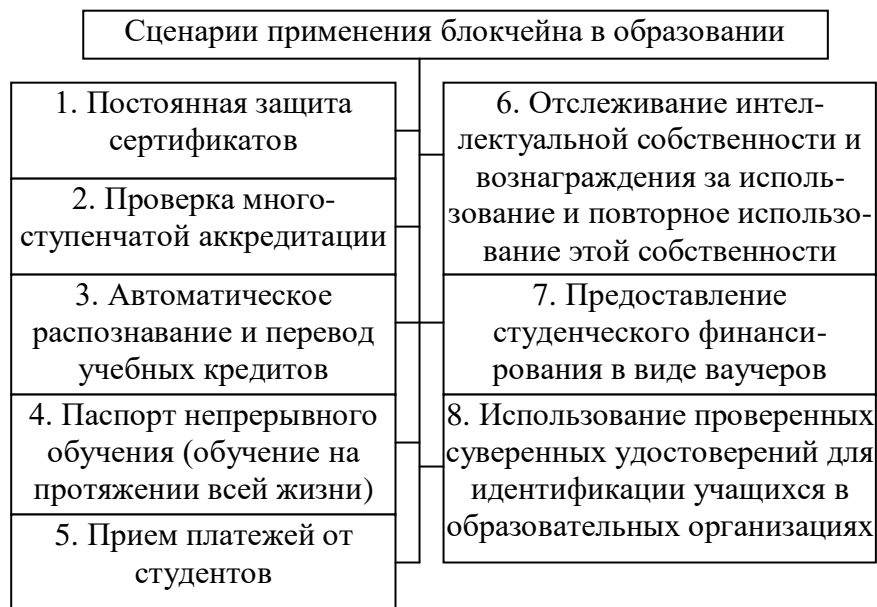 Сценарии применения блокчейна в образовании
1. Постоянная защита
сертификатов
2. Проверка много-
ступенчатой аккредитации
3. Автоматическое
распознавание и перевод
учебных кредитов
4. Паспорт непрерывного
обучения (обучение на
протяжении всей жизни)
5. Прием платежей от
студентов
6. Отслеживание интел-
лектуальной собственности и
вознаграждения за исполь-
зование и повторное использо-
вание этой собственности
7. Предоставление
студенческого финанси-
рования в виде ваучеров
8. Использование проверенных
суверенных удостоверений для
идентификации учащихся в
образовательных организациях